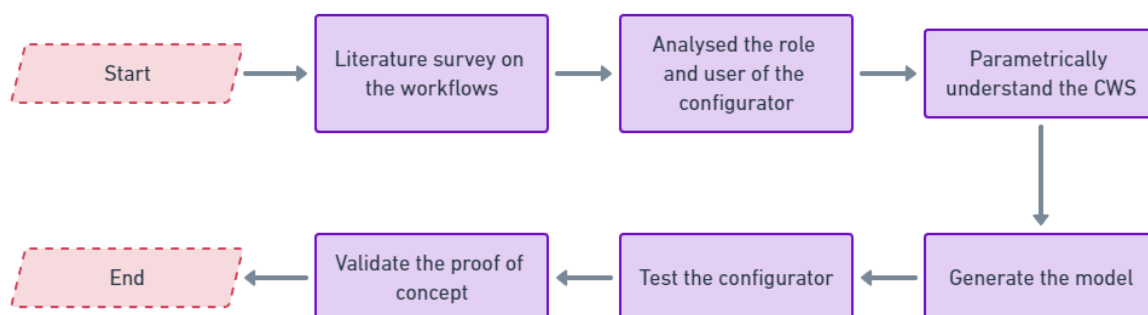 Start
Literature survey on
the workflows
Analysed the role
and user of the
configurator
Parametrically
understand the CWS
Generate the model
Test the configurator
Validate the proof of
concept
End